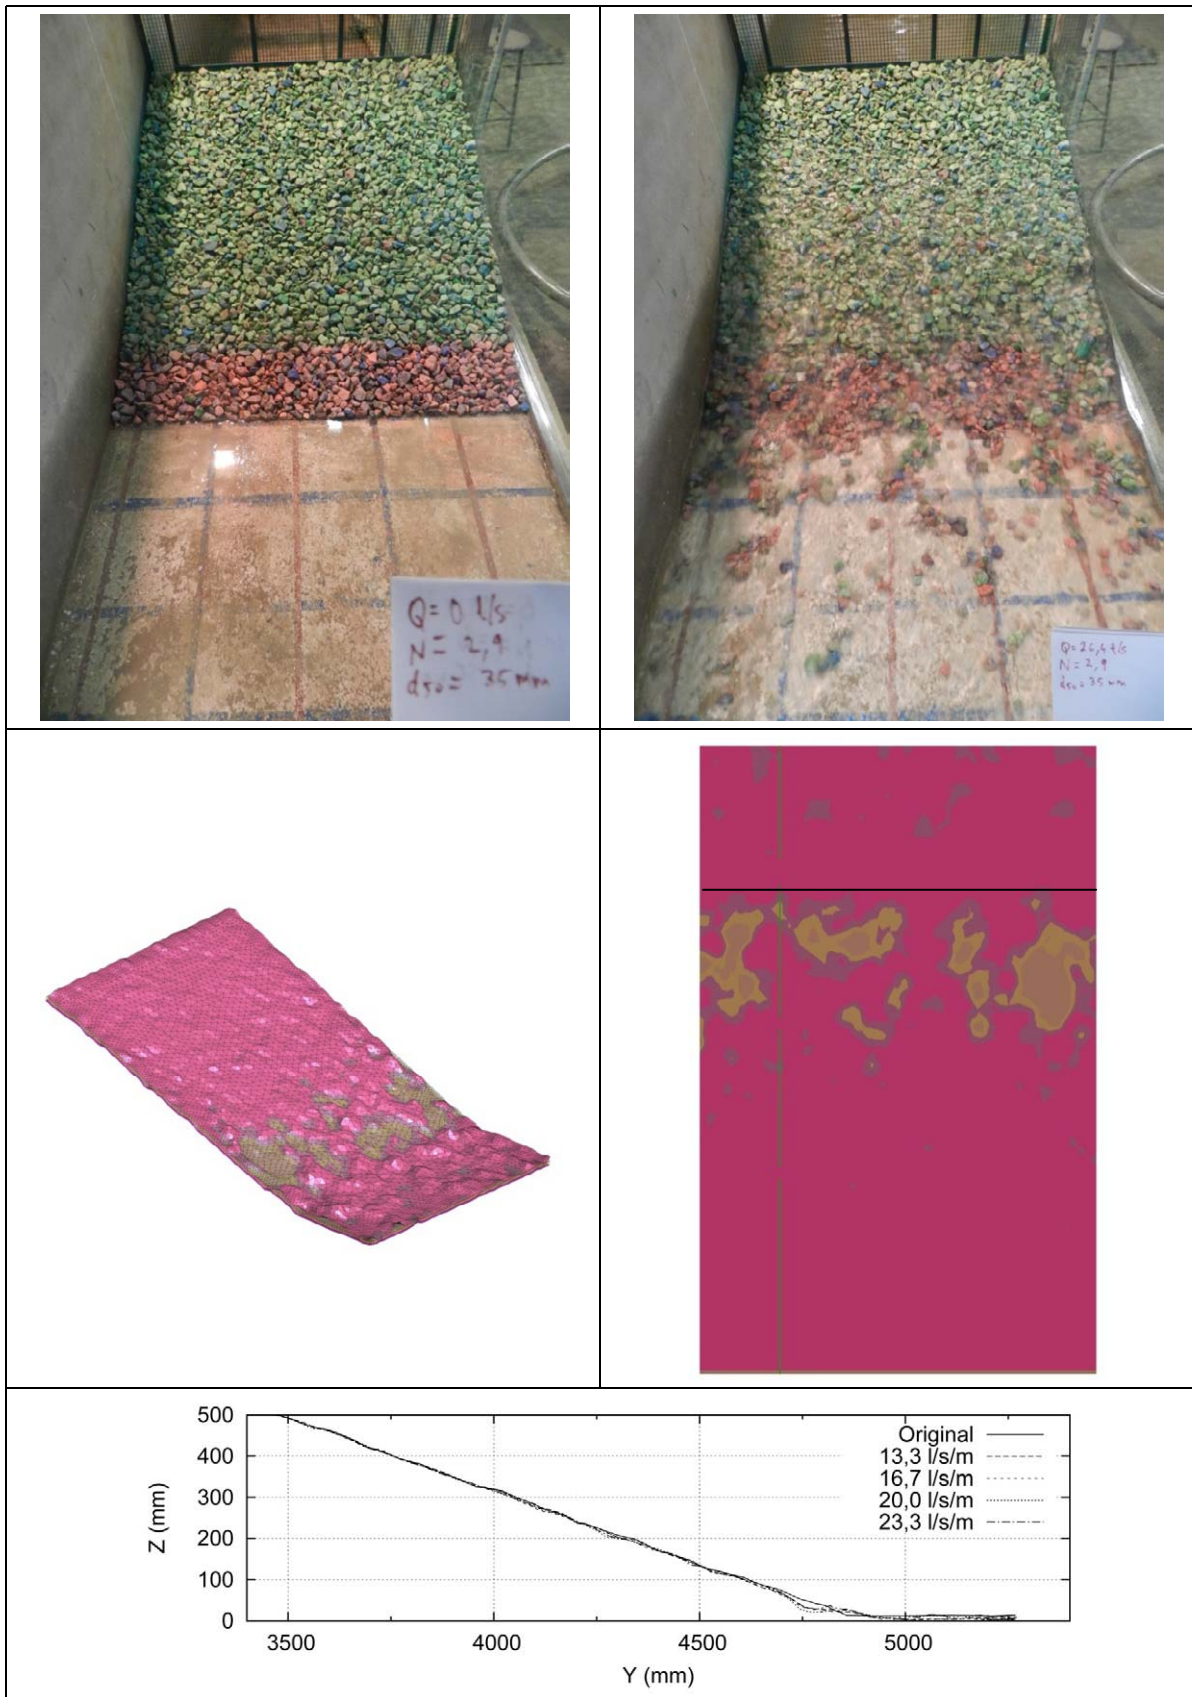 Q= 0 l/s
N= 2,9
d50= 35 mm
Q= 26,4 l/s
N= 2,9
d50= 35 mm
500
400
300
200
100
0
Z (mm)
3500
4000
4500
5000
Y (mm)
Original
13,3 l/s/m
16,7 l/s/m
20,0 l/s/m
23,3 l/s/m